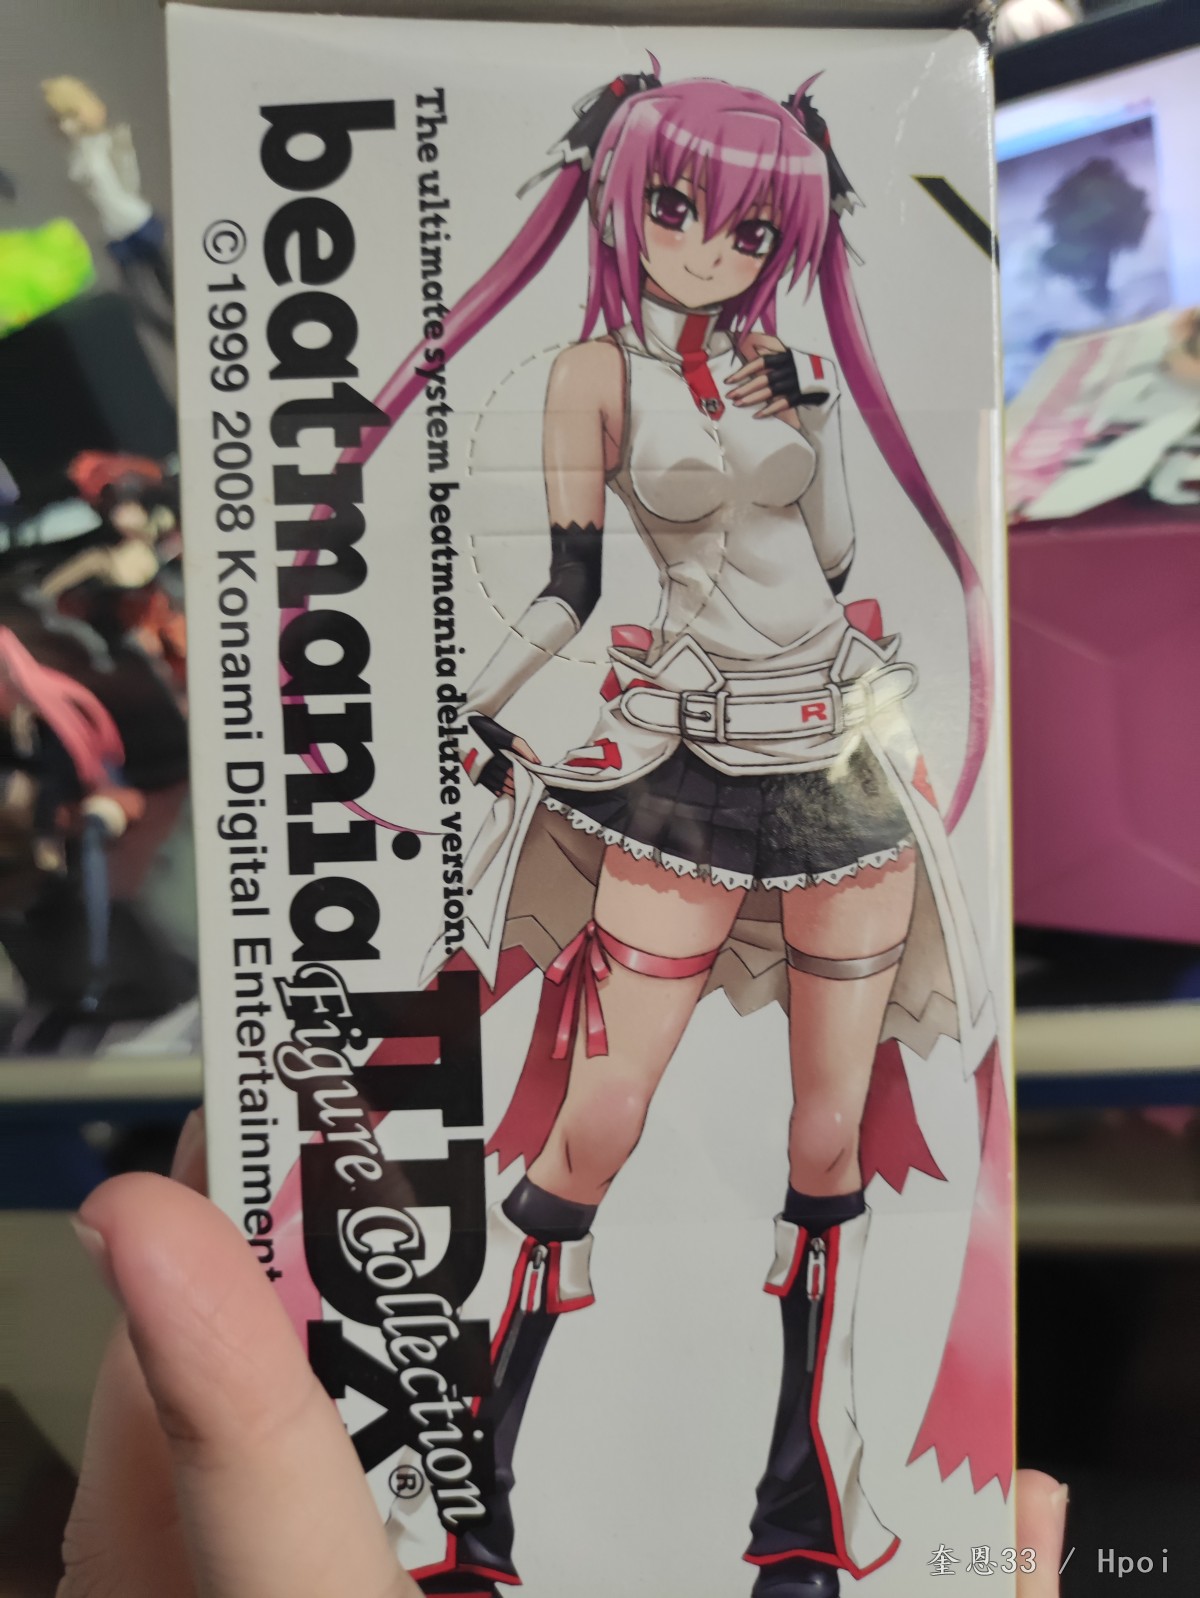 The ultimate system beatmania deluxe version.
beatmania IIDX®
Figure Collection
©1999 2008 Konami Digital Entertainment
R
奎恩33 / Hpoi